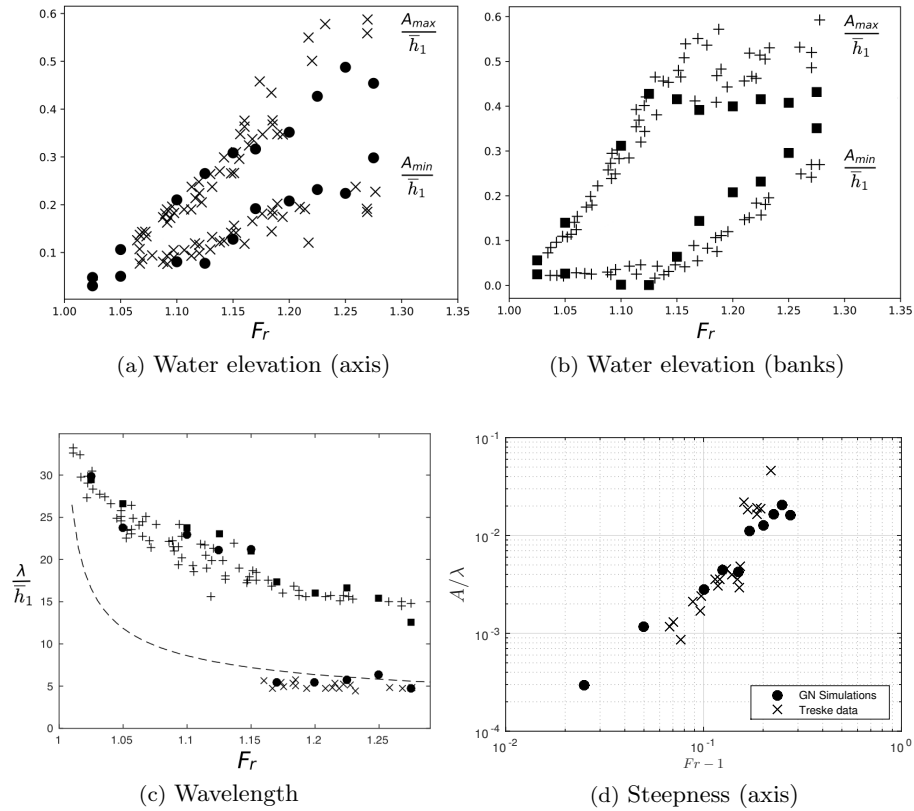 0.6
0.5
0.4
0.3
0.2
0.1
A_max
h̅_1
A_min
h̅_1
1.00 1.05 1.10 1.15 1.20 1.25 1.30 1.35
F_r
(a) Water elevation (axis)
0.6
0.5
0.4
0.3
0.2
0.1
0.0
A_max
h̅_1
A_min
h̅_1
1.00 1.05 1.10 1.15 1.20 1.25 1.30 1.35
F_r
(b) Water elevation (banks)
30
25
20
15
10
5
0
λ
h̅_1
1 1.05 1.1 1.15 1.2 1.25
F_r
(c) Wavelength
10^-1
10^-2
10^-3
10^-4
A/λ
GN Simulations
Treske data
10^-2 10^-1 10^0
Fr − 1
(d) Steepness (axis)